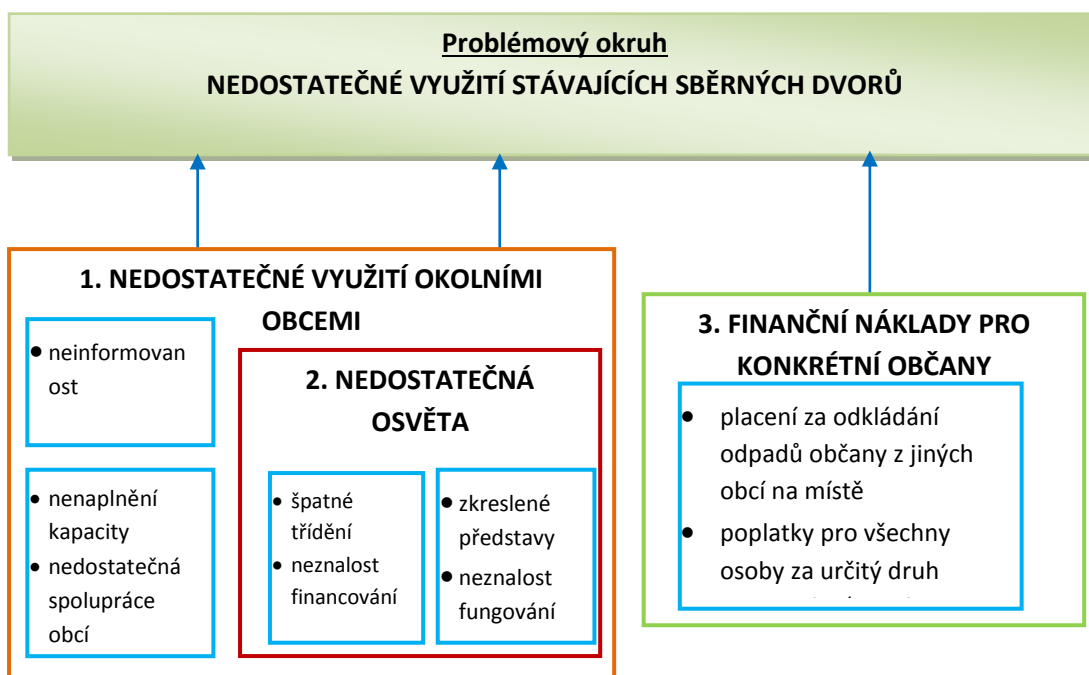 Problémový okruh
NEDOSTATEČNÉ VYUŽITÍ STÁVAJÍCÍCH SBĚRNÝCH DVORŮ
1. NEDOSTATEČNÉ VYUŽITÍ OKOLNÍMI
OBCEMI
• neinformovan
ost
• nenaplnění
kapacity
• nedostatečná
spolupráce
obcí
2. NEDOSTATEČNÁ
OSVĚTA
• špatné
třídění
• neznalost
financování
• zkreslené
představy
• neznalost
fungování
3. FINANČNÍ NÁKLADY PRO
KONKRÉTNÍ OBČANY
• placení za odkládání
odpadů občany z jiných
obcí na místě
• poplatky pro všechny
osoby za určitý druh